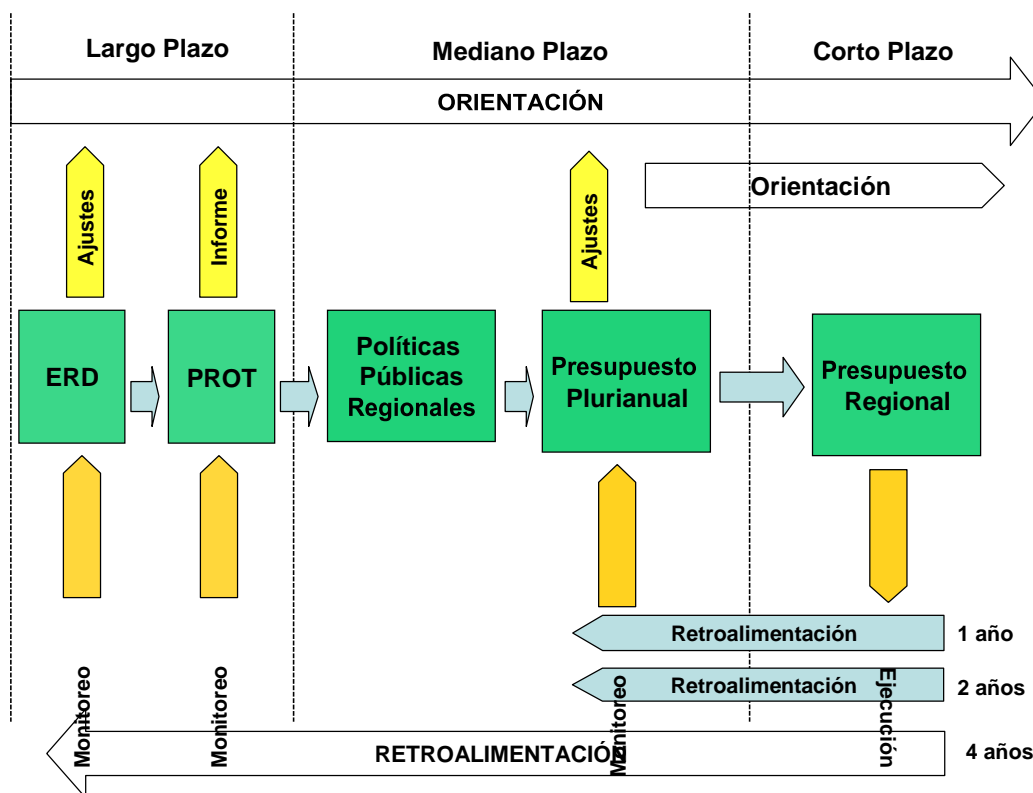 Largo Plazo
Mediano Plazo
Corto Plazo
ORIENTACIÓN
Orientación
Ajustes
Informe
Ajustes
ERD
PROT
Políticas
Públicas
Regionales
Presupuesto
Plurianual
Presupuesto
Regional
Retroalimentación
1 año
Retroalimentación
2 años
Monitoreo
Monitoreo
Monitoreo
Ejecución
RETROALIMENTACIÓN
4 años